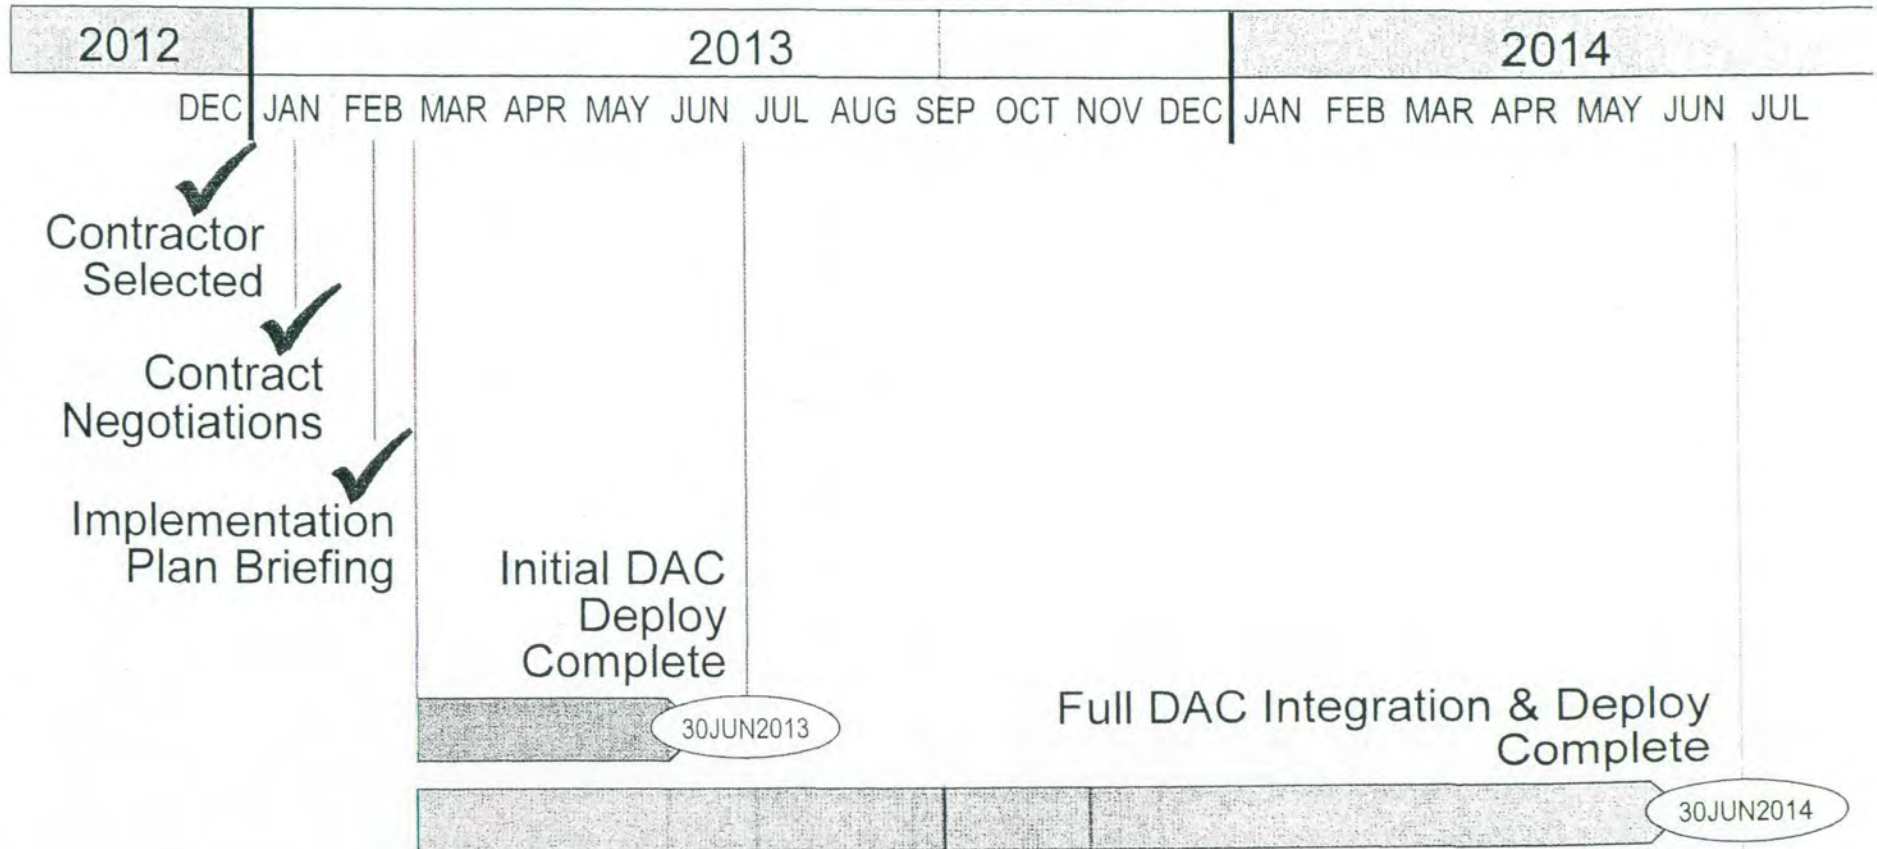 2012 2013 2014
DEC JAN FEB MAR APR MAY JUN JUL AUG SEP OCT NOV DEC JAN FEB MAR APR MAY JUN JUL
Contractor
Selected
Contract
Negotiations
Implementation
Plan Briefing
Initial DAC
Deploy
Complete
30JUN2013
Full DAC Integration & Deploy
Complete
30JUN2014